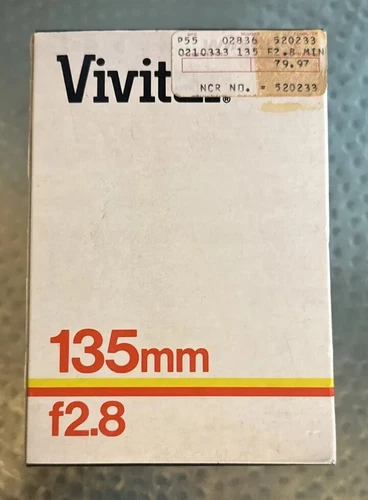 P55 02836 520233
0210333 135 F2.8 MIN
79.97
NCR NO. = 520233
Vivitar®
135mm
f2.8